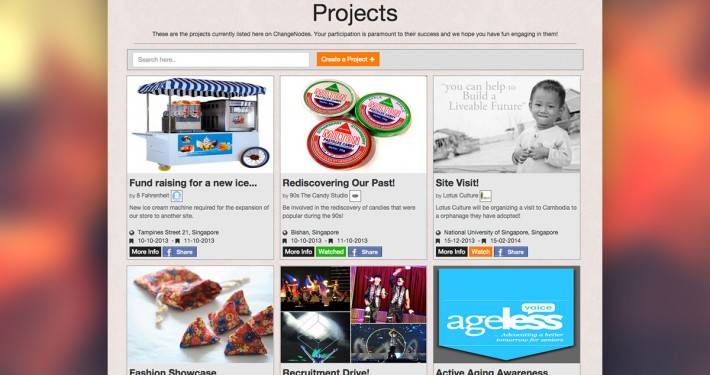 Projects
These are the projects currently listed here on ChangeNodes. Your participation is paramount to their success and we hope you have fun engaging in them!
Search here..
Create a Project +
"you can help to
Build a
Liveable Future"
Fund raising for a new ice...
by 8 Fahrenheit
New ice cream machine required for the expansion of
our store to another site.
Tampines Street 21, Singapore
10-10-2013 - 11-10-2013
More Info
f Share
Rediscovering Our Past!
by 90s The Candy Studio
Be involved in the rediscovery of candies that were
popular during the 90s!
Bishan, Singapore
10-10-2013 - 11-10-2013
More Info Watched
f Share
Site Visit!
by Lotus Culture
Lotus Culture will be organizing a visit to Cambodia to
a orphanage they have adopted!
National University of Singapore, Singapore
15-12-2013 - 15-02-2014
More Info Watch
f Share
voice
ageless
...Advocating a better
tomorrow for seniors
Fashion Showcase
Recruitment Drive!
Active Aging Awareness